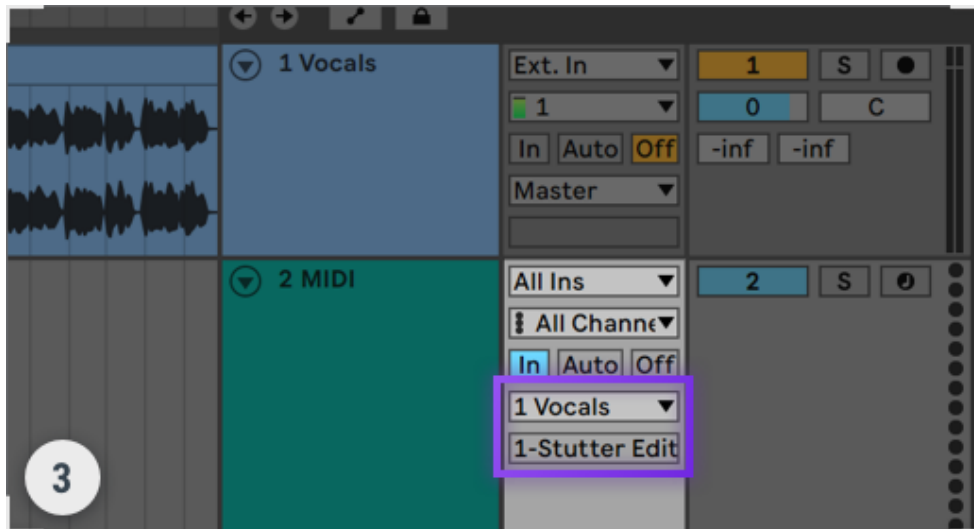 1 Vocals
Ext. In
1
S
1
0
C
In Auto Off
-inf -inf
Master
2 MIDI
All Ins
2
S
All Channe
In Auto Off
1 Vocals
1-Stutter Edit
3